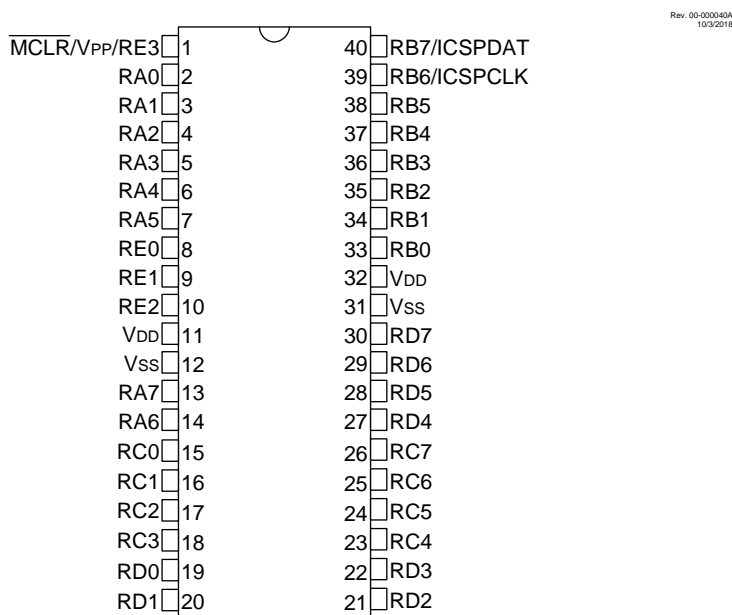 Rev. 00-000040A
10/3/2018
MCLR/VPP/RE3 1 40 RB7/ICSPDAT
RA0 2 39 RB6/ICSPCLK
RA1 3 38 RB5
RA2 4 37 RB4
RA3 5 36 RB3
RA4 6 35 RB2
RA5 7 34 RB1
RE0 8 33 RB0
RE1 9 32 VDD
RE2 10 31 VSS
VDD 11 30 RD7
VSS 12 29 RD6
RA7 13 28 RD5
RA6 14 27 RD4
RC0 15 26 RC7
RC1 16 25 RC6
RC2 17 24 RC5
RC3 18 23 RC4
RD0 19 22 RD3
RD1 20 21 RD2